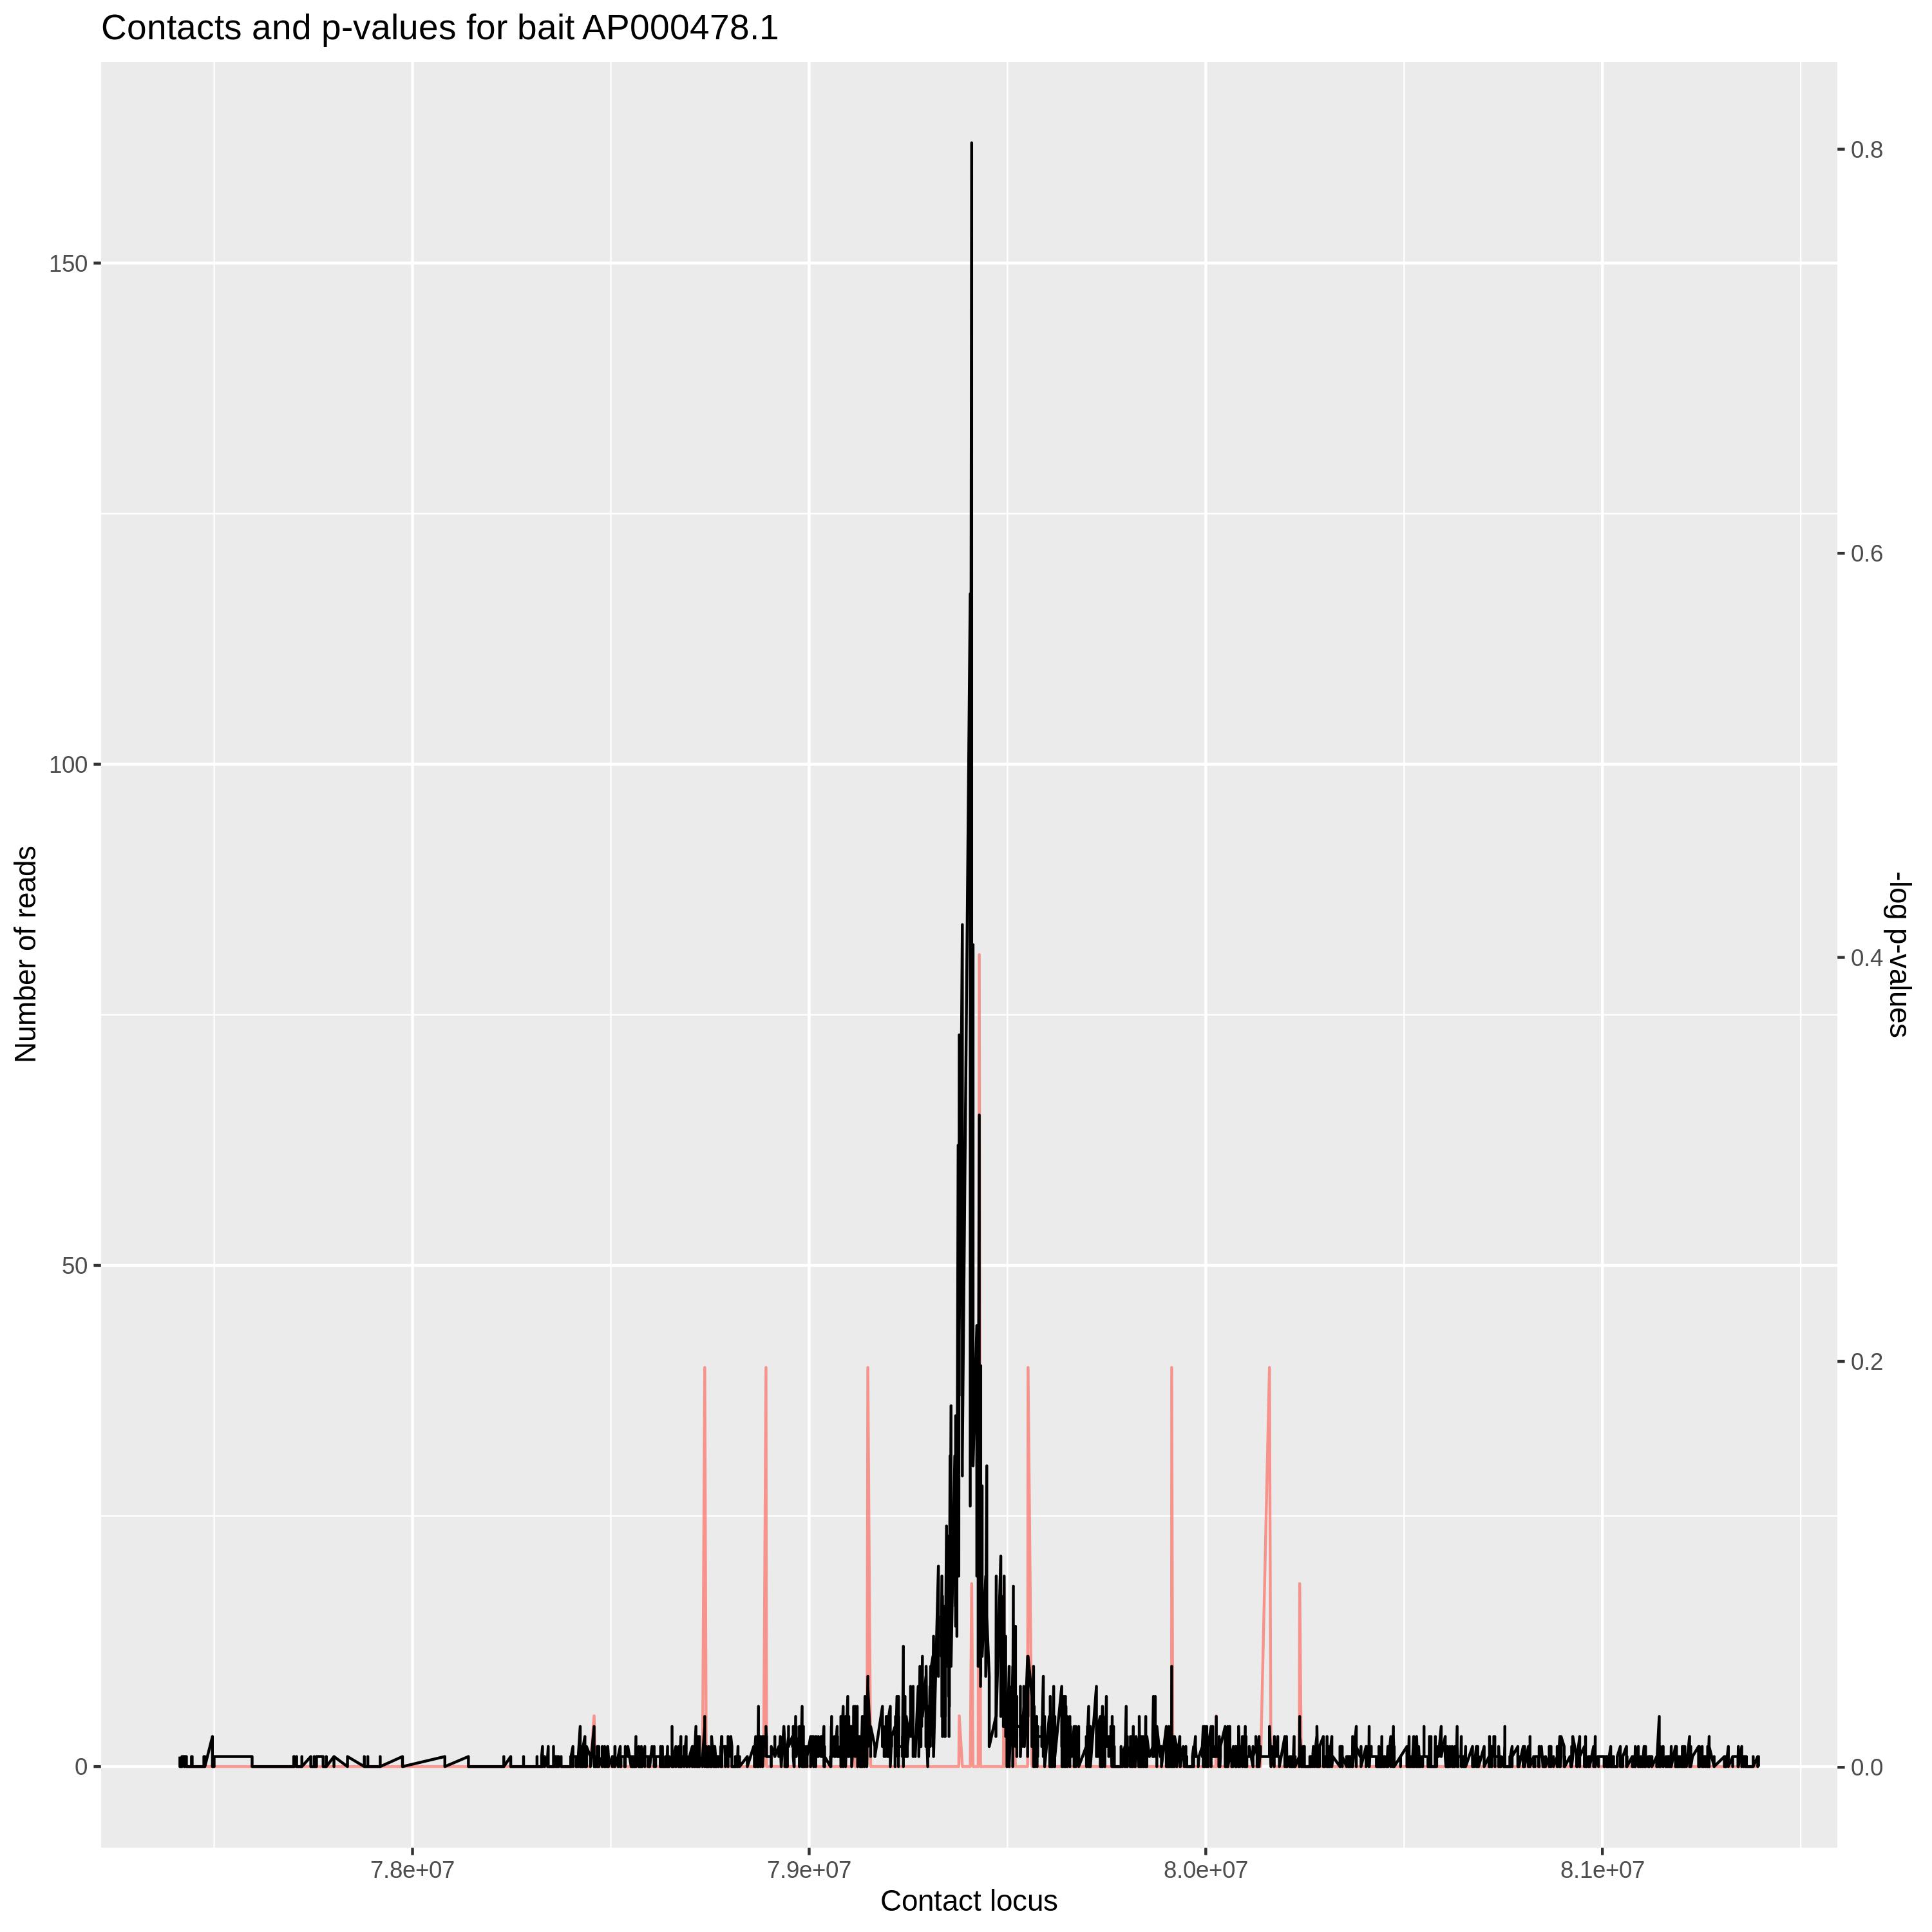 Contacts and p-values for bait AP000478.1
Number of reads
150
100
50
0
0.8
0.6
0.4
0.2
0.0
-log p-values
7.8e+07 7.9e+07 8.0e+07 8.1e+07
Contact locus